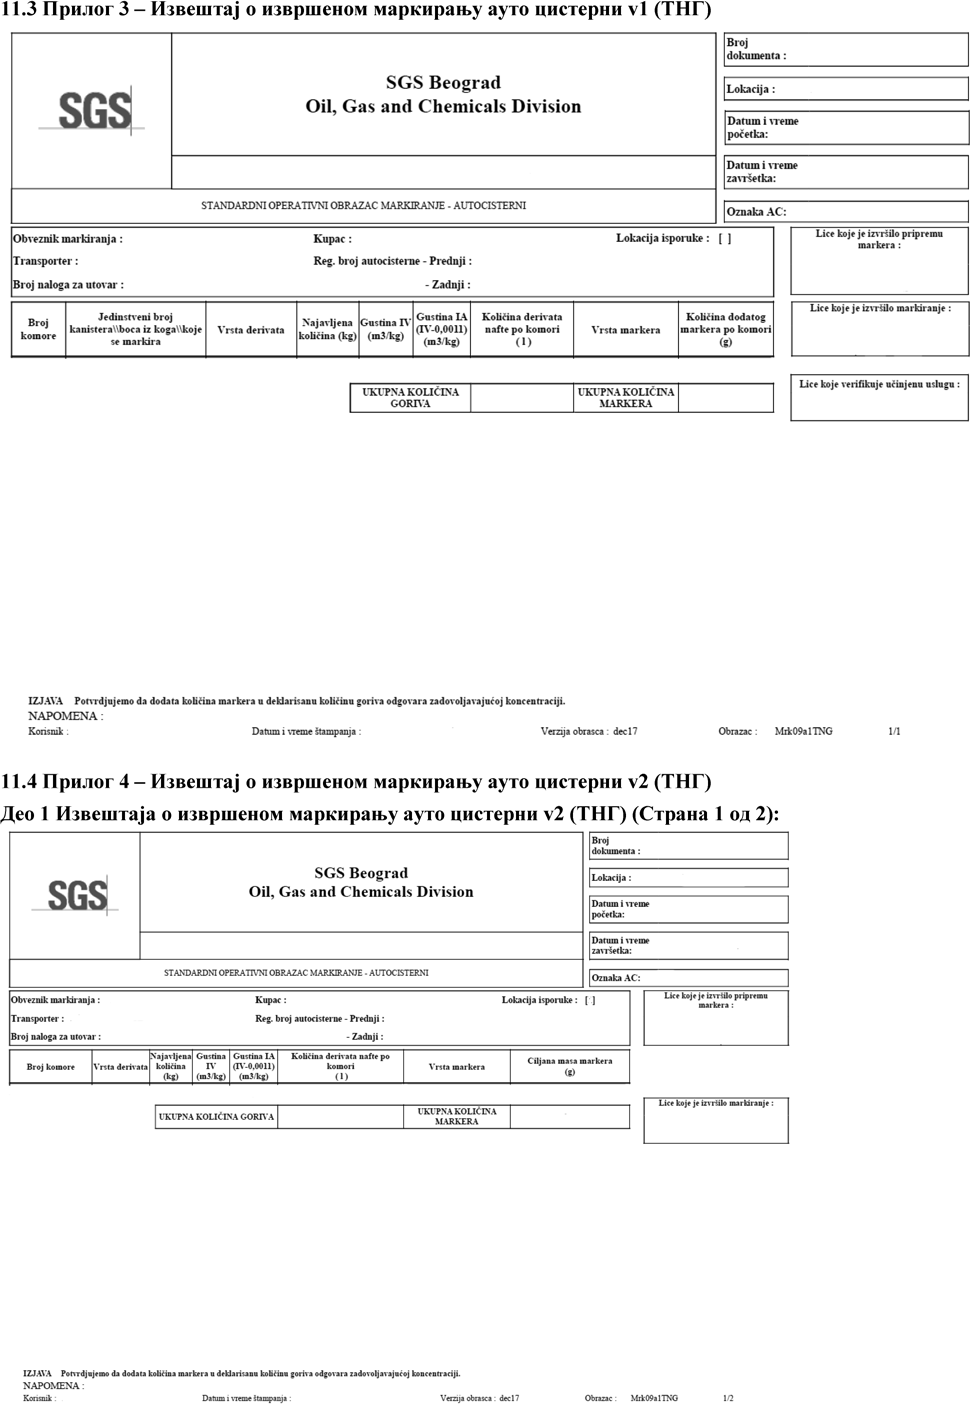 11.3 Прилог 3 – Извештај о извршеном маркирању ауто цистерни v1 (ТНГ)
SGS
SGS Beograd
Oil, Gas and Chemicals Division
Broj
dokumenta :
Lokacija :
Datum i vreme
početka:
Datum i vreme
završetka:
STANDARDNI OPERATIVNI OBRAZAC MARKIRANJE - AUTOCISTERNI
Oznaka AC:
Obveznik markiranja :
Kupac :
Lokacija isporuke : [ ]
Transporter :
Reg. broj autocisterne - Prednji :
Broj naloga za utovar :
- Zadnji :
Lice koje je izvršilo pripremu
markera :
Broj
komore
Jedinstveni broj
kanistera\\boca iz koga\\koje
se markira
Vrsta derivata
Najavljena
količina (kg)
Gustina IV
(m3/kg)
Gustina IA
(IV-0,0011)
(m3/kg)
Količina derivata
nafte po komori
( l )
Vrsta markera
Količina dodatog
markera po komori
(g)
Lice koje je izvršilo markiranje :
UKUPNA KOLIČINA
GORIVA
UKUPNA KOLIČINA
MARKERA
Lice koje verifikuje učinjenu uslugu :
IZJAVA Potvrdjujemo da dodata količina markera u deklarisanu količinu goriva odgovara zadovoljavajućoj koncentraciji.
NAPOMENA :
Korisnik : Datum i vreme štampanja : Verzija obrasca : dec17 Obrazac : Mrk09a1TNG 1/1
11.4 Прилог 4 – Извештај о извршеном маркирању ауто цистерни v2 (ТНГ)
Део 1 Извештаја о извршеном маркирању ауто цистерни v2 (ТНГ) (Страна 1 од 2):
SGS
SGS Beograd
Oil, Gas and Chemicals Division
Broj
dokumenta :
Lokacija :
Datum i vreme
početka:
Datum i vreme
završetka:
STANDARDNI OPERATIVNI OBRAZAC MARKIRANJE - AUTOCISTERNI
Oznaka AC:
Obveznik markiranja :
Kupac :
Lokacija isporuke : [ ]
Transporter :
Reg. broj autocisterne - Prednji :
Broj naloga za utovar :
- Zadnji :
Lice koje je izvršilo pripremu
markera :
Broj komore
Vrsta derivata
Najavljena
količina
(kg)
Gustina
IV
(m3/kg)
Gustina IA
(IV-0,0011)
(m3/kg)
Količina derivata nafte po
komori
( l )
Vrsta markera
Ciljana masa markera
(g)
UKUPNA KOLIČINA GORIVA
UKUPNA KOLIČINA
MARKERA
Lice koje je izvršilo markiranje :
IZJAVA Potvrdjujemo da dodata količina markera u deklarisanu količinu goriva odgovara zadovoljavajućoj koncentraciji.
NAPOMENA :
Korisnik : Datum i vreme štampanja : Verzija obrasca : dec17 Obrazac : Mrk09a1TNG 1/2